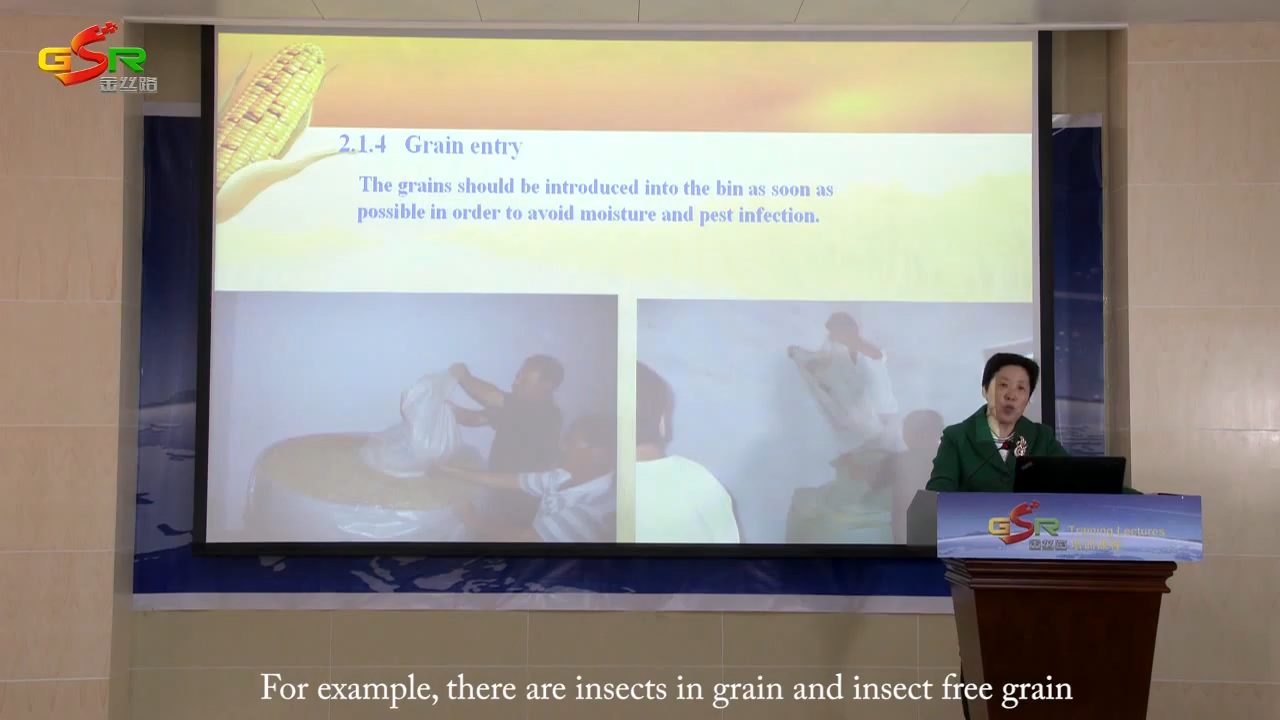 GSR
金丝路
2.1.4 Grain entry
The grains should be introduced into the bin as soon as
possible in order to avoid moisture and pest infection.
GSR Training Lectures
金丝路
For example, there are insects in grain and insect free grain